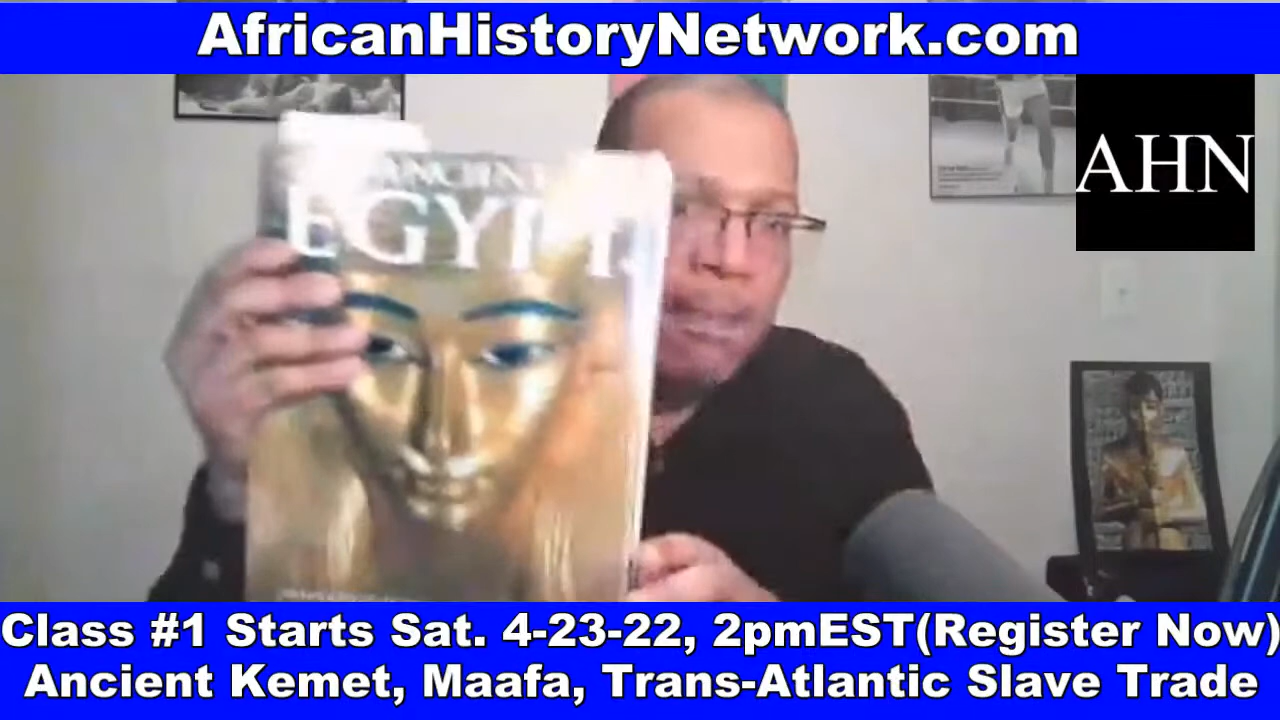 AfricanHistoryNetwork.com
AHN
ANCIENT
EGYPT
Class #1 Starts Sat. 4-23-22, 2pmEST(Register Now)
Ancient Kemet, Maafa, Trans-Atlantic Slave Trade